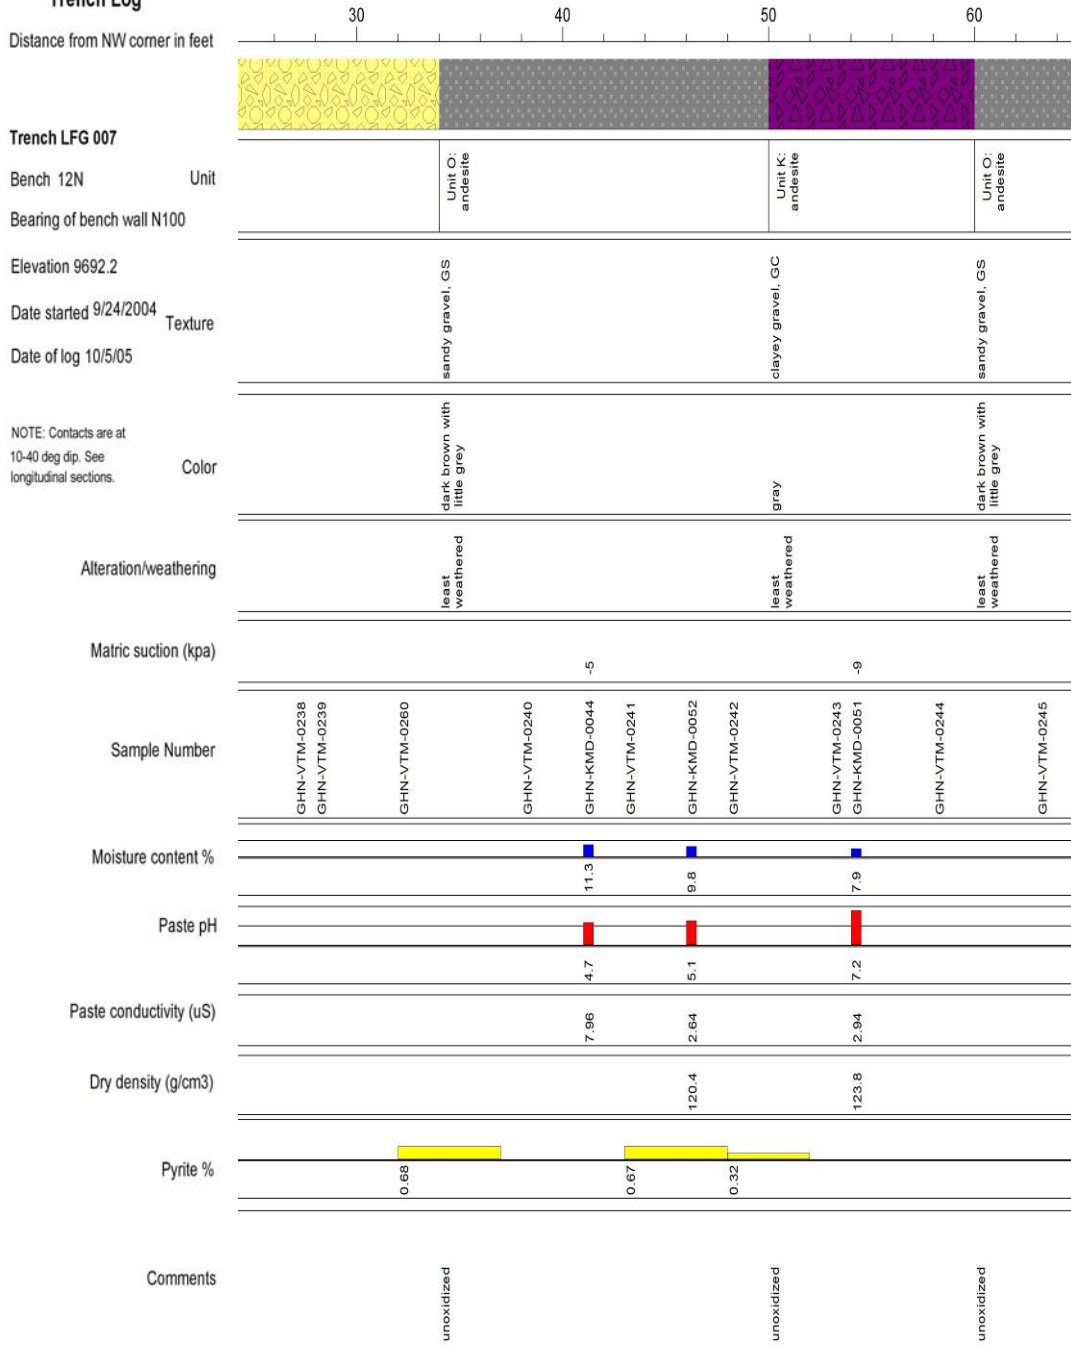 Trench Log
30 40 50 60
Distance from NW corner in feet
Trench LFG 007
Bench 12N
Unit
Unit O:
andesite
Unit K:
andesite
Unit O:
andesite
Bearing of bench wall N100
Elevation 9692.2
Date started 9/24/2004
Texture
sandy gravel, GS
clayey gravel, GC
sandy gravel, GS
Date of log 10/5/05
NOTE: Contacts are at
10-40 deg dip. See
longitudinal sections.
Color
dark brown with
little grey
gray
dark brown with
little grey
Alteration/weathering
least
weathered
least
weathered
least
weathered
Matric suction (kpa)
-5
-9
Sample Number
GHN-VTM-0238
GHN-VTM-0239
GHN-VTM-0260
GHN-VTM-0240
GHN-KMD-0044
GHN-VTM-0241
GHN-KMD-0052
GHN-VTM-0242
GHN-VTM-0243
GHN-KMD-0051
GHN-VTM-0244
GHN-VTM-0245
Moisture content %
11.3
9.8
7.9
Paste pH
4.7
5.1
7.2
Paste conductivity (uS)
7.96
2.64
2.94
Dry density (g/cm3)
120.4
123.8
Pyrite %
0.68
0.67
0.32
Comments
unoxidized
unoxidized
unoxidized